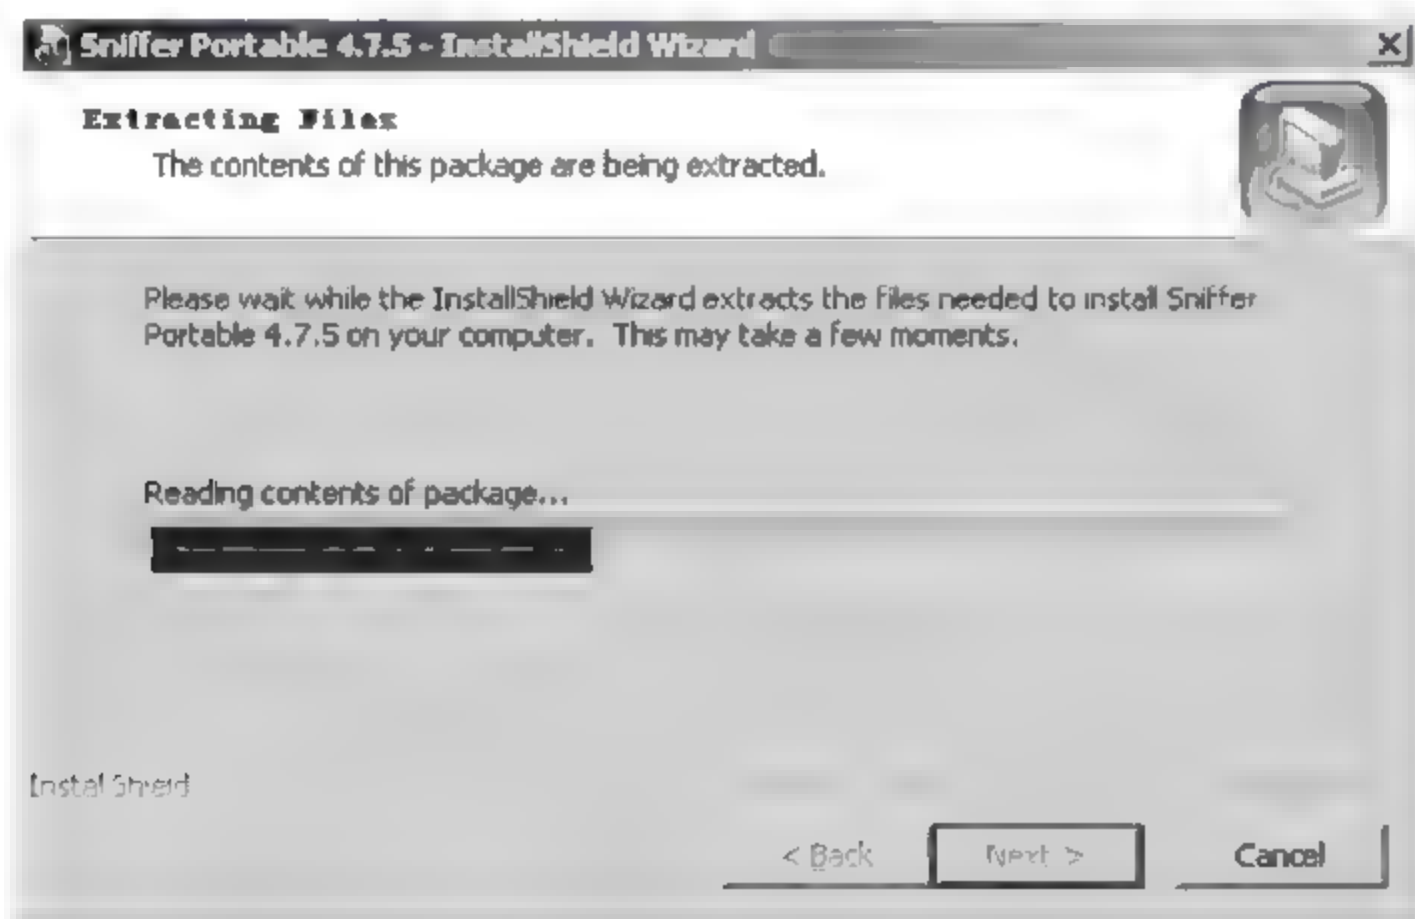 Sniffer Portable 4.7.5 - InstallShield Wizard
Extracting Files
The contents of this package are being extracted.
Please wait while the InstallShield Wizard extracts the files needed to install Sniffer
Portable 4.7.5 on your computer.  This may take a few moments.
Reading contents of package...
InstallShield
< Back Next > Cancel